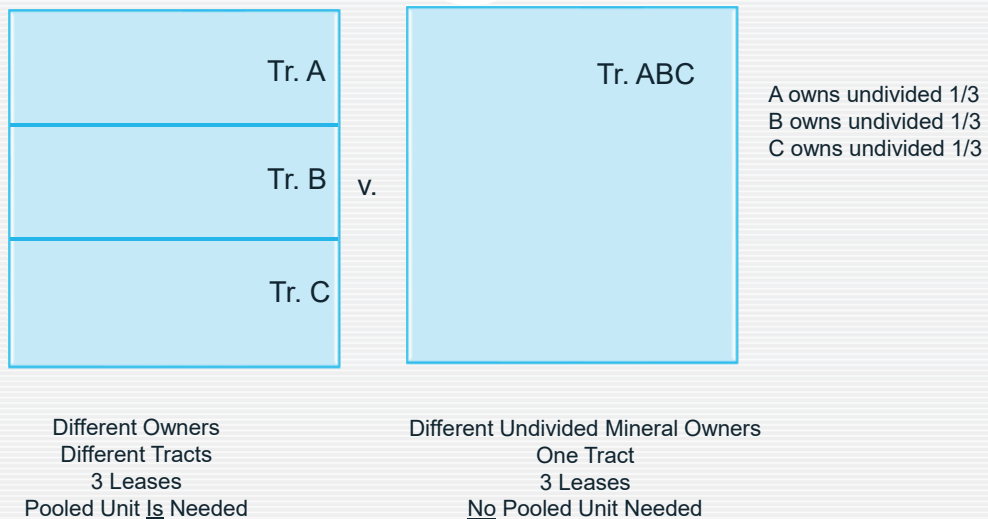 Tr. A
Tr. B
Tr. C
v.
Tr. ABC
A owns undivided 1/3
B owns undivided 1/3
C owns undivided 1/3
Different Owners
Different Tracts
3 Leases
Pooled Unit Is Needed
Different Undivided Mineral Owners
One Tract
3 Leases
No Pooled Unit Needed